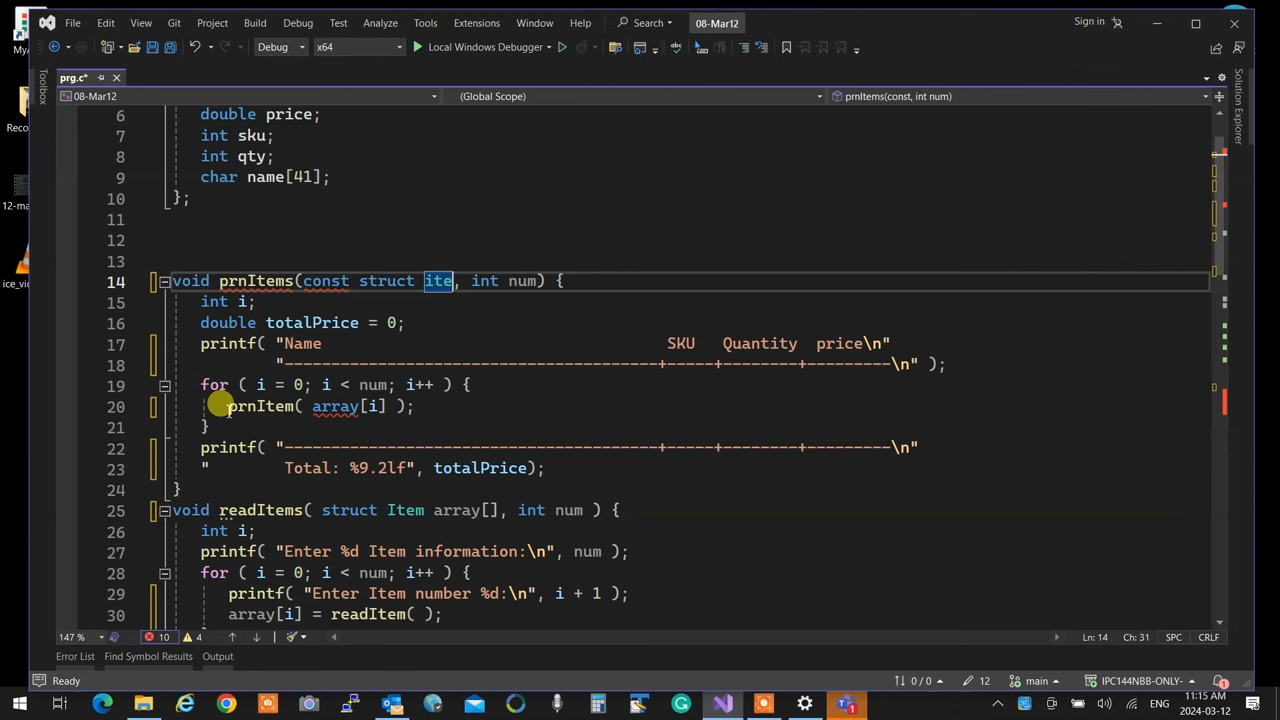 File Edit View Git Project Build Debug Test Analyze Tools Extensions Window Help Search 08-Mar12 Sign in
Debug x64 Local Windows Debugger
prg.c*
08-Mar12 (Global Scope) prnItems(const, int num)
Toolbox
Solution Explorer
6 double price;
7 int sku;
8 int qty;
9 char name[41];
10 };
11
12
13
14 void prnItems(const struct ite, int num) {
15 int i;
16 double totalPrice = 0;
17 printf( "Name SKU Quantity price\n"
18 "----------------------------------------+-----+--------+---------\n" );
19 for ( i = 0; i < num; i++ ) {
20 prnItem( array[i] );
21 }
22 printf( "----------------------------------------+-----+--------+---------\n"
23 " Total: %9.2lf", totalPrice);
24 }
25 void readItems( struct Item array[], int num ) {
26 int i;
27 printf( "Enter %d Item information:\n", num );
28 for ( i = 0; i < num; i++ ) {
29 printf( "Enter Item number %d:\n", i + 1 );
30 array[i] = readItem( );
147 % 10 4 Ln: 14 Ch: 31 SPC CRLF
Error List Find Symbol Results Output
Ready 0 / 0 12 main IPC144NBB-ONLY-
ENG 11:15 AM
2024-03-12